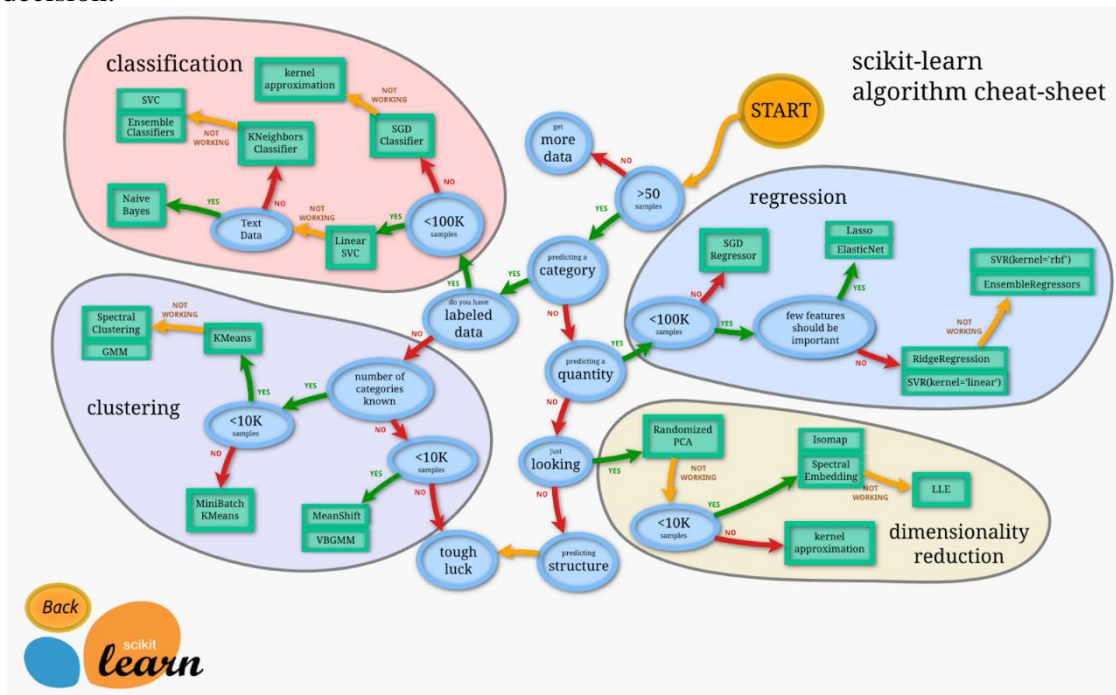 decision.
scikit-learn
algorithm cheat-sheet
START
get
more
data
NO
>50
samples
YES
predicting a
category
YES
NO
do you have
labeled
data
YES
NO
predicting a
quantity
YES
NO
just
looking
YES
NO
predicting
structure
tough
luck
classification
kernel
approximation
NOT
WORKING
SGD
Classifier
NO
<100K
samples
YES
Linear
SVC
NOT
WORKING
Text
Data
YES
Naive
Bayes
NO
KNeighbors
Classifier
NOT
WORKING
SVC
Ensemble
Classifiers
regression
<100K
samples
NO
SGD
Regressor
YES
few features
should be
important
YES
Lasso
ElasticNet
NO
RidgeRegression
SVR(kernel='linear')
NOT
WORKING
SVR(kernel='rbf')
EnsembleRegressors
clustering
number of
categories
known
YES
NO
<10K
samples
YES
KMeans
NOT
WORKING
Spectral
Clustering
GMM
NO
MiniBatch
KMeans
<10K
samples
YES
MeanShift
VBGMM
NO
dimensionality
reduction
Randomized
PCA
NOT
WORKING
<10K
samples
YES
Isomap
Spectral
Embedding
NOT
WORKING
LLE
NO
kernel
approximation
Back
scikit
learn